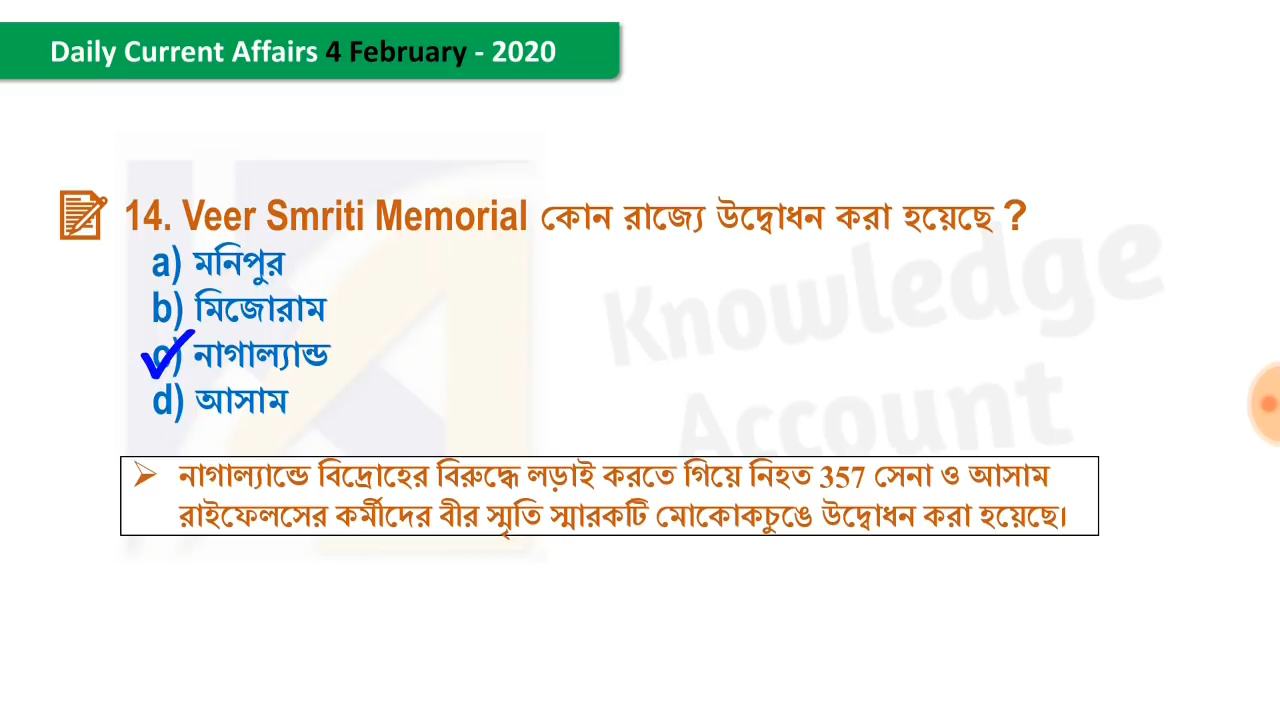 Daily Current Affairs 4 February - 2020
14. Veer Smriti Memorial কোন রাজ্যে উদ্বোধন করা হয়েছে ?
a) মনিপুর
b) মিজোরাম
c) নাগাল্যান্ড
d) আসাম
➢ নাগাল্যান্ডে বিদ্রোহের বিরুদ্ধে লড়াই করতে গিয়ে নিহত 357 সেনা ও আসাম
রাইফেলসের কর্মীদের বীর স্মৃতি স্মারকটি মোকোকচুঙে উদ্বোধন করা হয়েছে।
Knowledge
Account